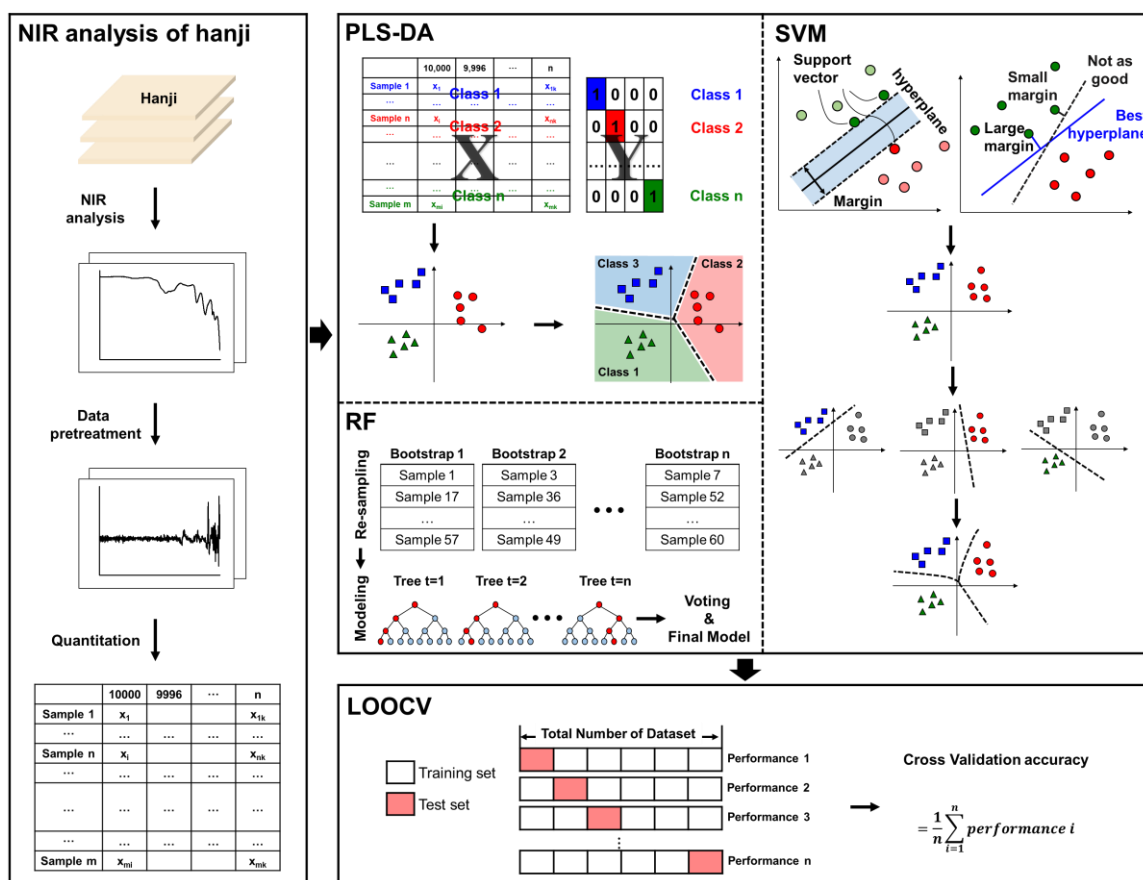 NIR analysis of hanji
Hanji
NIR
analysis
Data
pretreatment
Quantitation
10000 9996 … n
Sample 1 x1 x1k
… … … … …
Sample n xi xnk
… … … … …
… … … … …
… … … … …
Sample m xmi xmk
PLS-DA
10,000 9,996 … n
Sample 1 x1 Class 1 x1k
… … … … …
Sample n xi Class 2 xnk
… … … … …
… … … … …
X
… … … … …
Sample m xmi Class n xmk
1 0 0 0 Class 1
0 1 0 0 Class 2
Y
0 0 0 1 Class n
Class 3
Class 2
Class 1
RF
Re-sampling
Bootstrap 1 Bootstrap 2 Bootstrap n
Sample 1 Sample 3 Sample 7
Sample 17 Sample 36 Sample 52
… … …
Sample 57 Sample 49 Sample 60
Modeling
Tree t=1 Tree t=2 Tree t=n
Voting
&
Final Model
SVM
Support
vector
hyperplane
Margin
Small
margin
Not as
good
Large
margin
Best
hyperplane
LOOCV
Training set
Test set
Total Number of Dataset
Performance 1
Performance 2
Performance 3
Performance n
Cross Validation accuracy
= 1/n ∑ i=1 n performance i